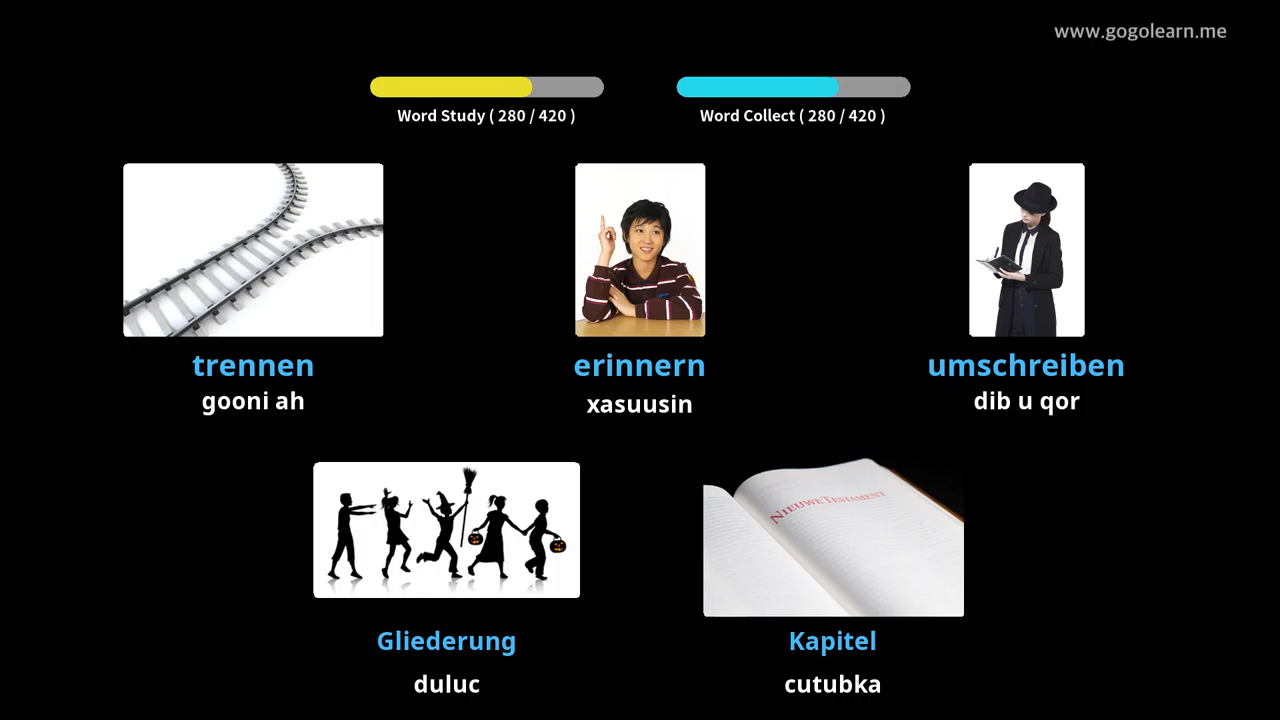 www.gogolearn.me
Word Study ( 280 / 420 )
Word Collect ( 280 / 420 )
trennen
gooni ah
erinnern
xasuusin
umschreiben
dib u qor
NIEUWE TESTAMENT
Gliederung
duluc
Kapitel
cutubka